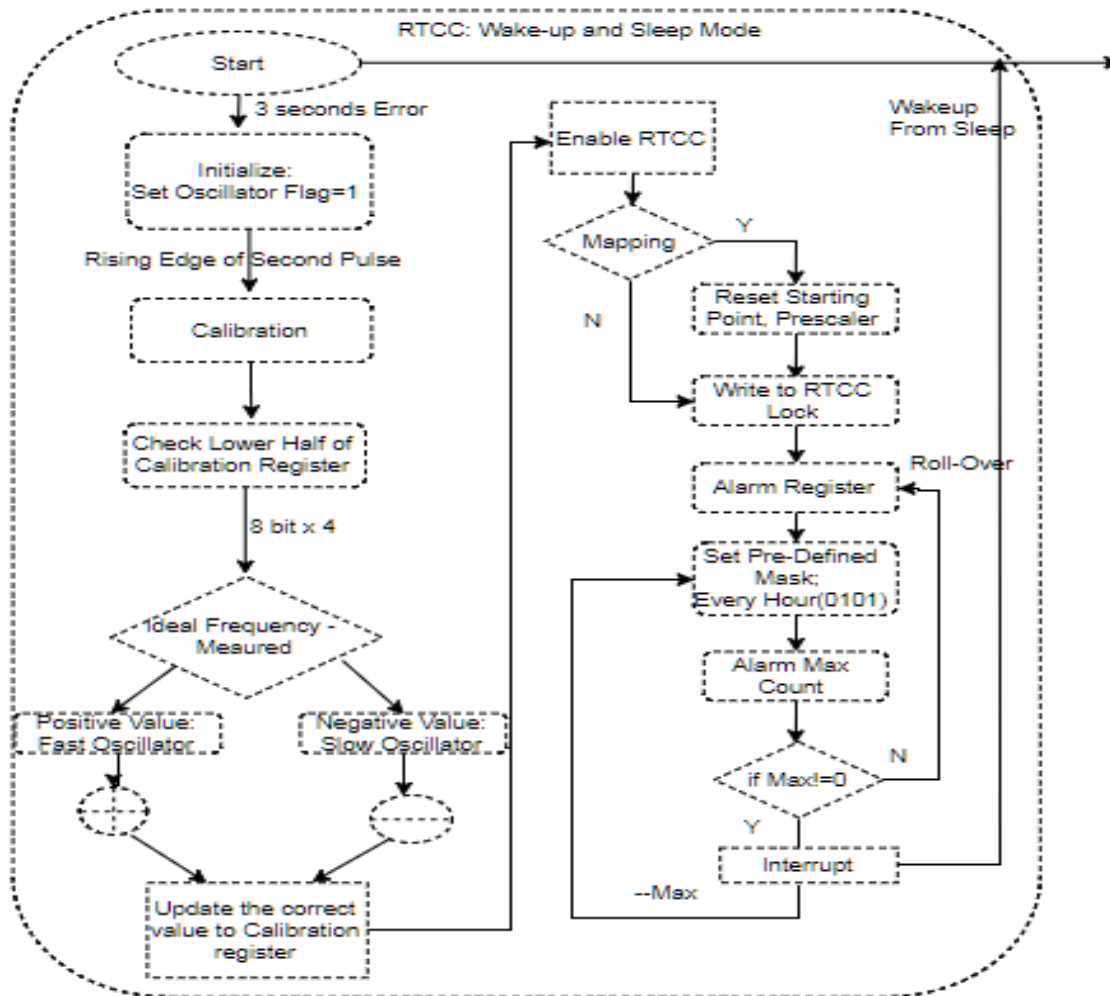 RTCC: Wake-up and Sleep Mode
Start
3 seconds Error
Initialize:
Set Oscillator Flag=1
Rising Edge of Second Pulse
Calibration
Check Lower Half of
Calibration Register
8 bit x 4
Ideal Frequency -
Mesured
Positive Value:
Fast Oscillator
Negative Value:
Slow Oscillator
Update the correct
value to Calibration
register
Enable RTCC
Mapping
Y
N
Reset Starting
Point, Prescaler
Write to RTCC
Lock
Alarm Register
Roll-Over
Set Pre-Defined
Mask;
Every Hour(0101)
Alarm Max
Count
if Max!=0
N
Y
Interrupt
--Max
Wakeup
From Sleep